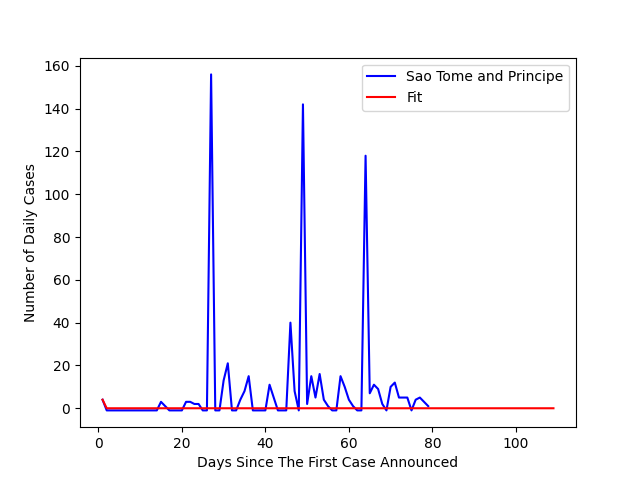 Sao Tome and Principe
Fit
160
140
120
100
80
60
40
20
0
Number of Daily Cases
0 20 40 60 80 100
Days Since The First Case Announced